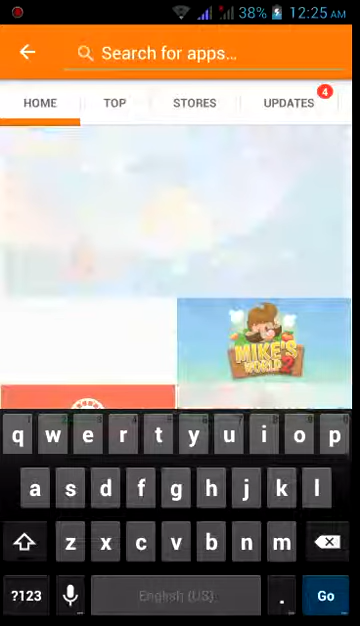 38% 12:25 AM
Search for apps...
HOME TOP STORES UPDATES 4
MIKE'S
WORLD 2
q w e r t y u i o p
a s d f g h j k l
z x c v b n m
?123 English (US) . Go